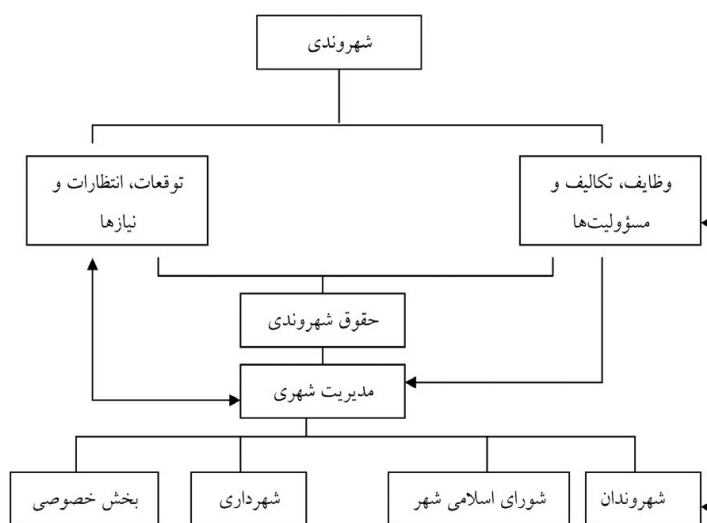 شهروندی
وظایف، تکالیف و
مسؤولیت‌ها
توقعات، انتظارات و
نیازها
حقوق شهروندی
مدیریت شهری
شهروندان
شورای اسلامی شهر
شهرداری
بخش خصوصی